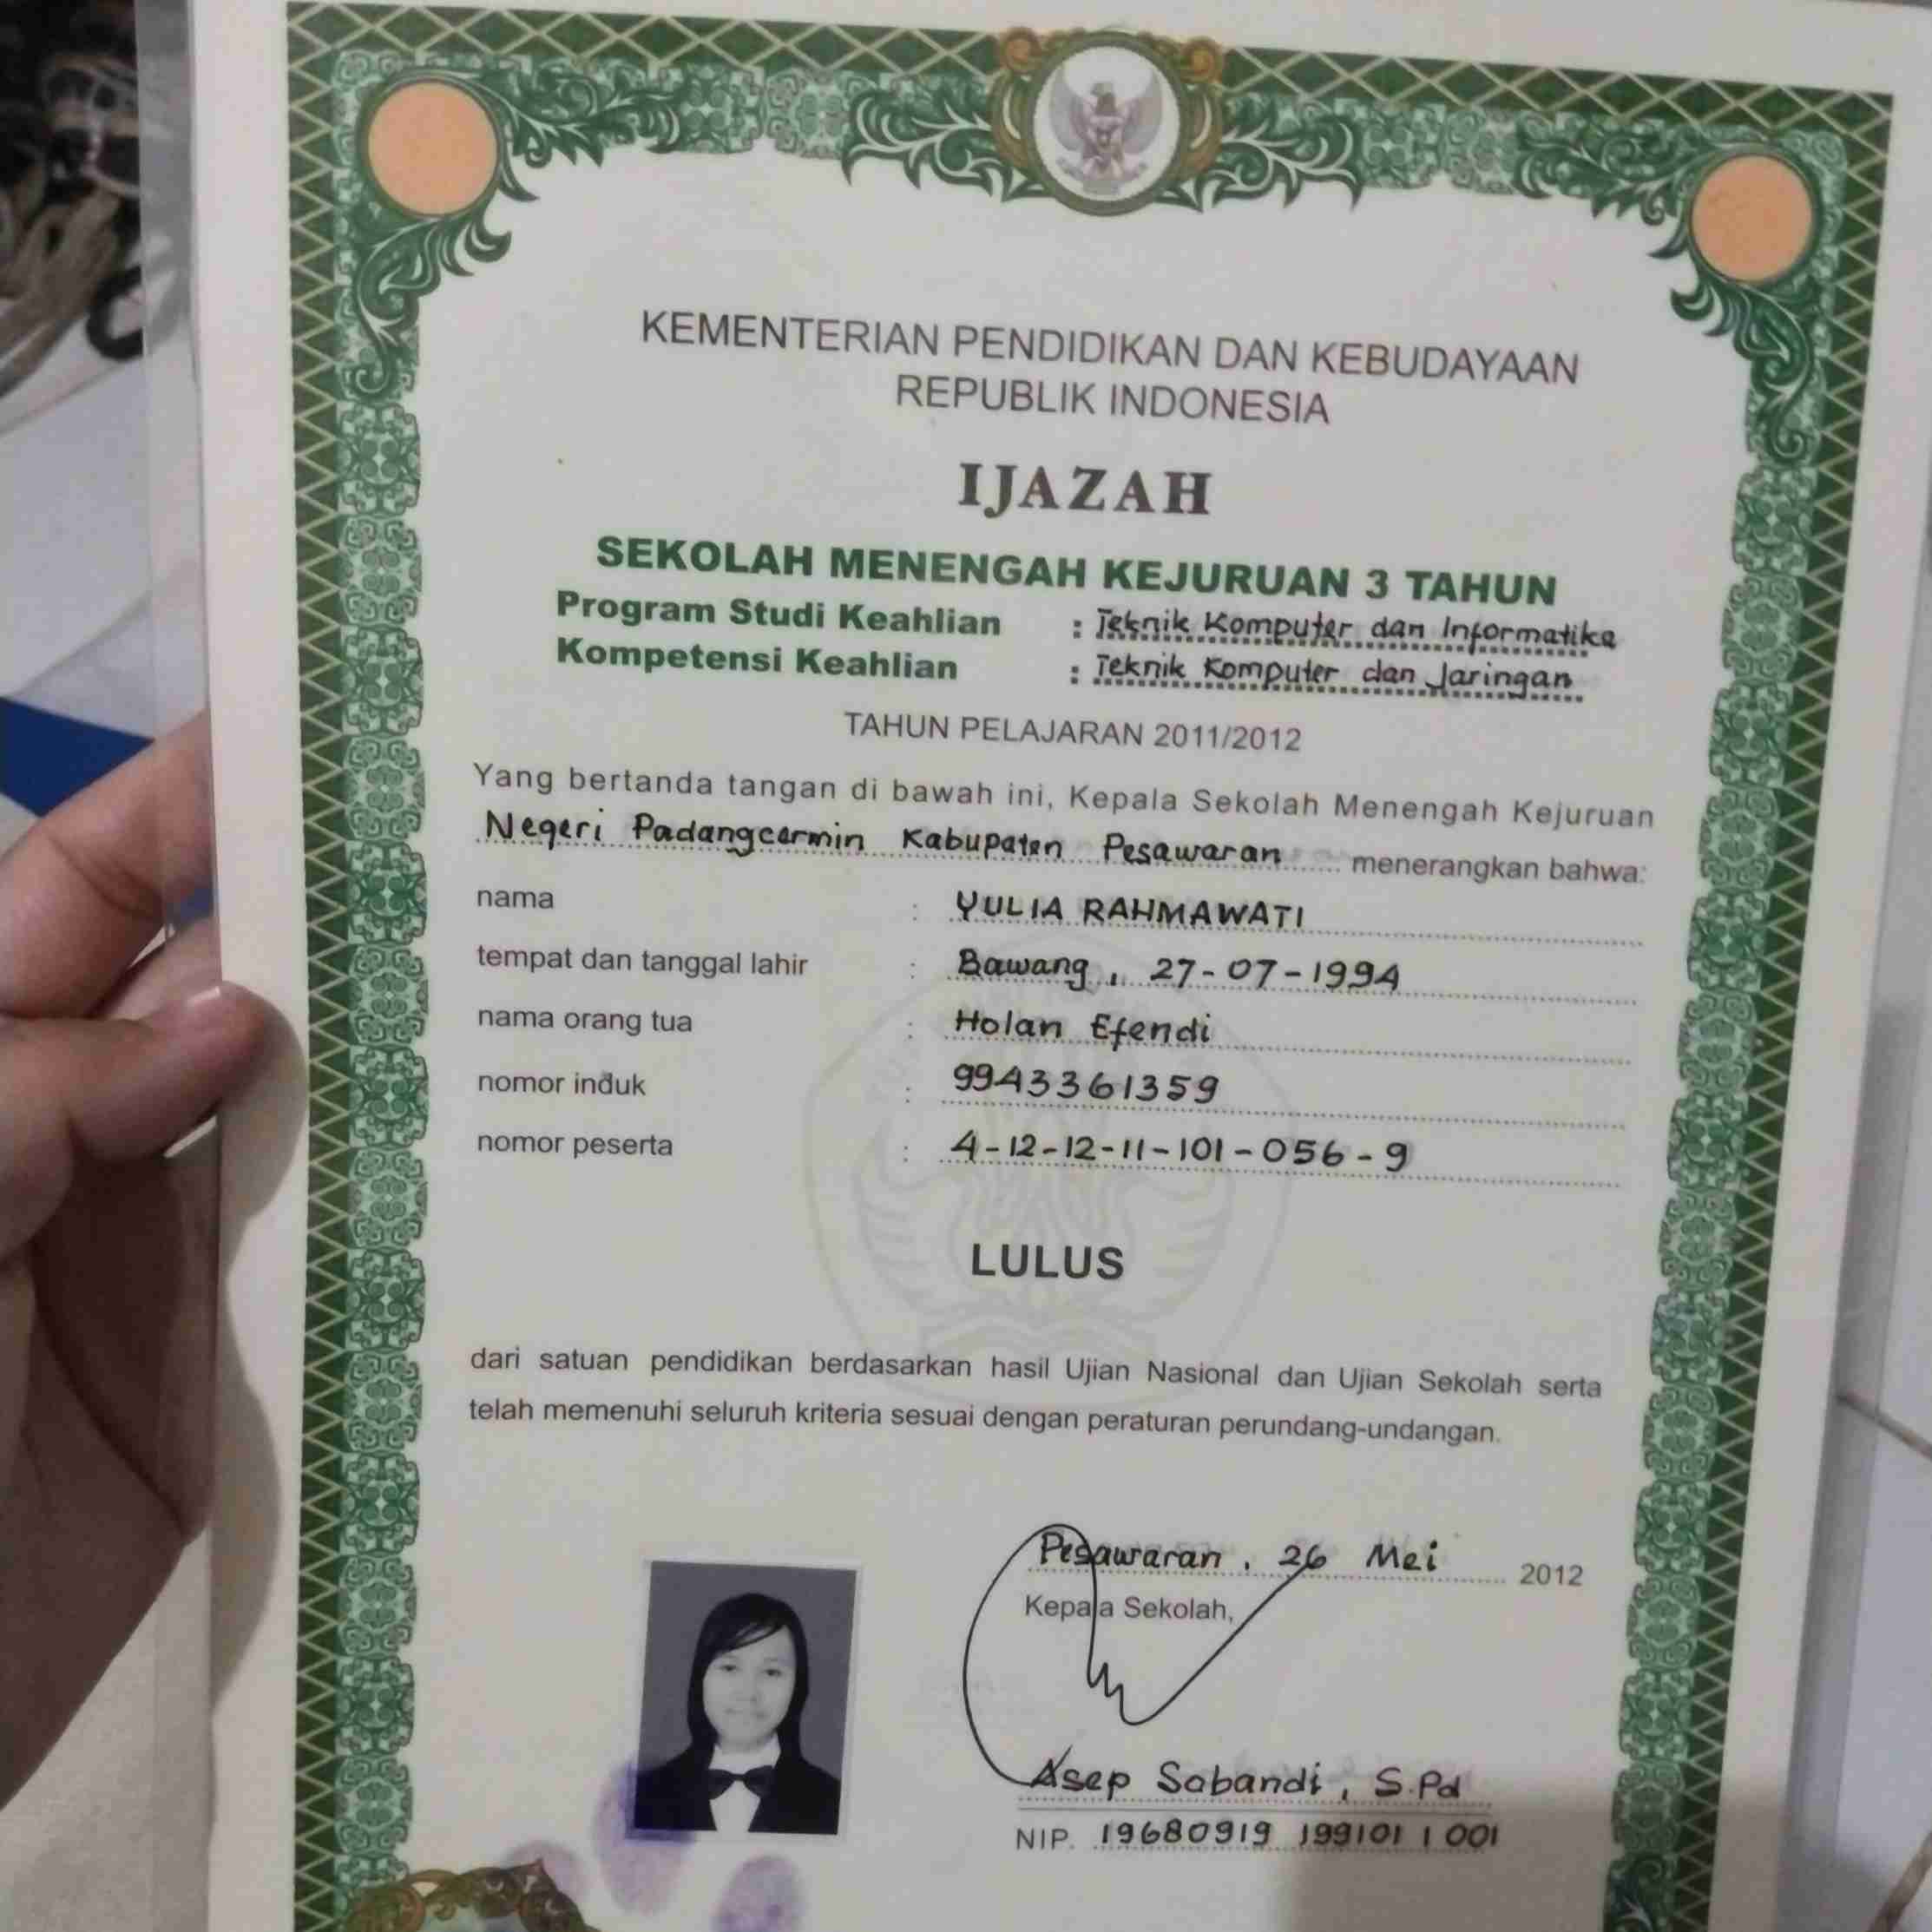 KEMENTERIAN PENDIDIKAN DAN KEBUDAYAAN
REPUBLIK INDONESIA
IJAZAH
SEKOLAH MENENGAH KEJURUAN 3 TAHUN
Program Studi Keahlian : Teknik Komputer dan Informatika
Kompetensi Keahlian : Teknik Komputer dan Jaringan
TAHUN PELAJARAN 2011/2012
Yang bertanda tangan di bawah ini, Kepala Sekolah Menengah Kejuruan
Negeri Padangcermin Kabupaten Pesawaran menerangkan bahwa:
nama : YULIA RAHMAWATI
tempat dan tanggal lahir : Bawang, 27-07-1994
nama orang tua : Holan Efendi
nomor induk : 9943361359
nomor peserta : 4-12-12-11-101-056-9
LULUS
dari satuan pendidikan berdasarkan hasil Ujian Nasional dan Ujian Sekolah serta
telah memenuhi seluruh kriteria sesuai dengan peraturan perundang-undangan.
Pesawaran, 26 Mei 2012
Kepala Sekolah,
Asep Sobandi, S.Pd
NIP. 19680919 199101 1 001